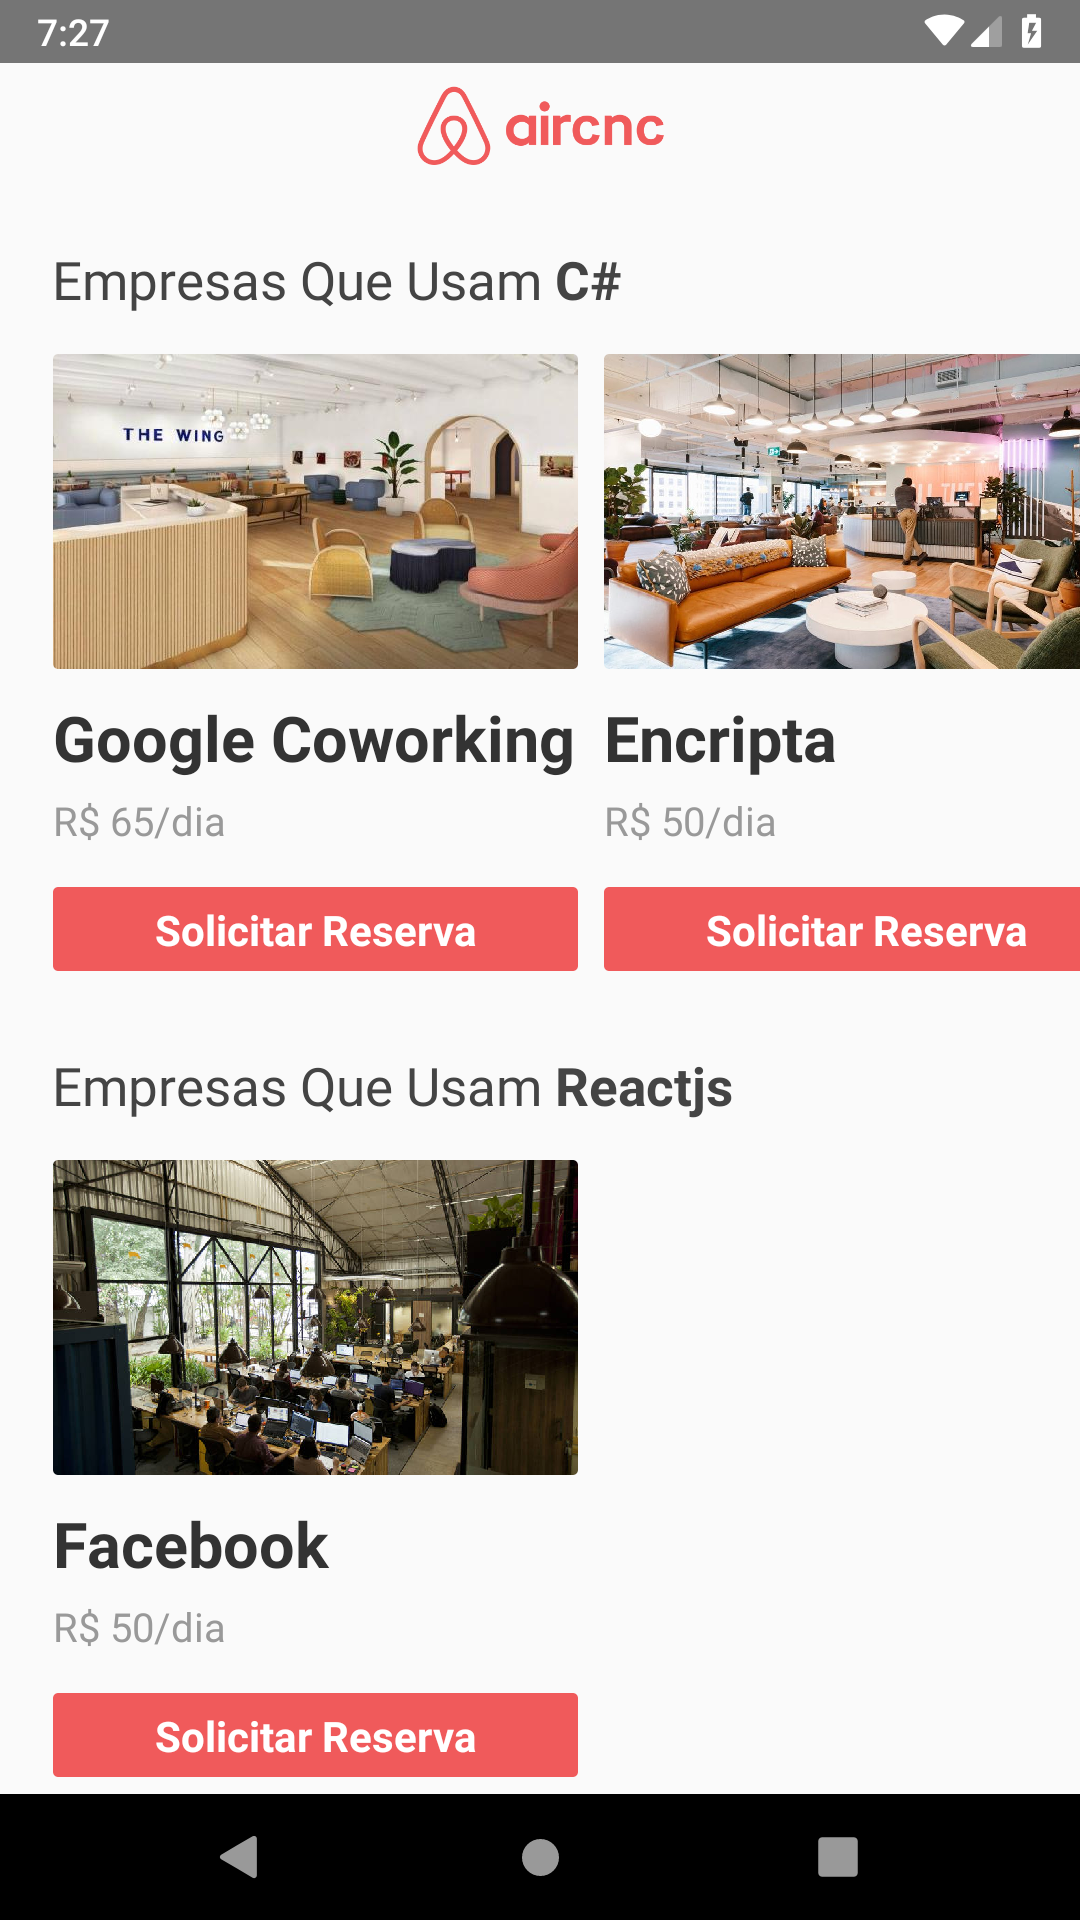 7:27
aircnc
Empresas Que Usam C#
THE WING
Google Coworking
R$ 65/dia
Solicitar Reserva
Encripta
R$ 50/dia
Solicitar Reserva
Empresas Que Usam Reactjs
Facebook
R$ 50/dia
Solicitar Reserva